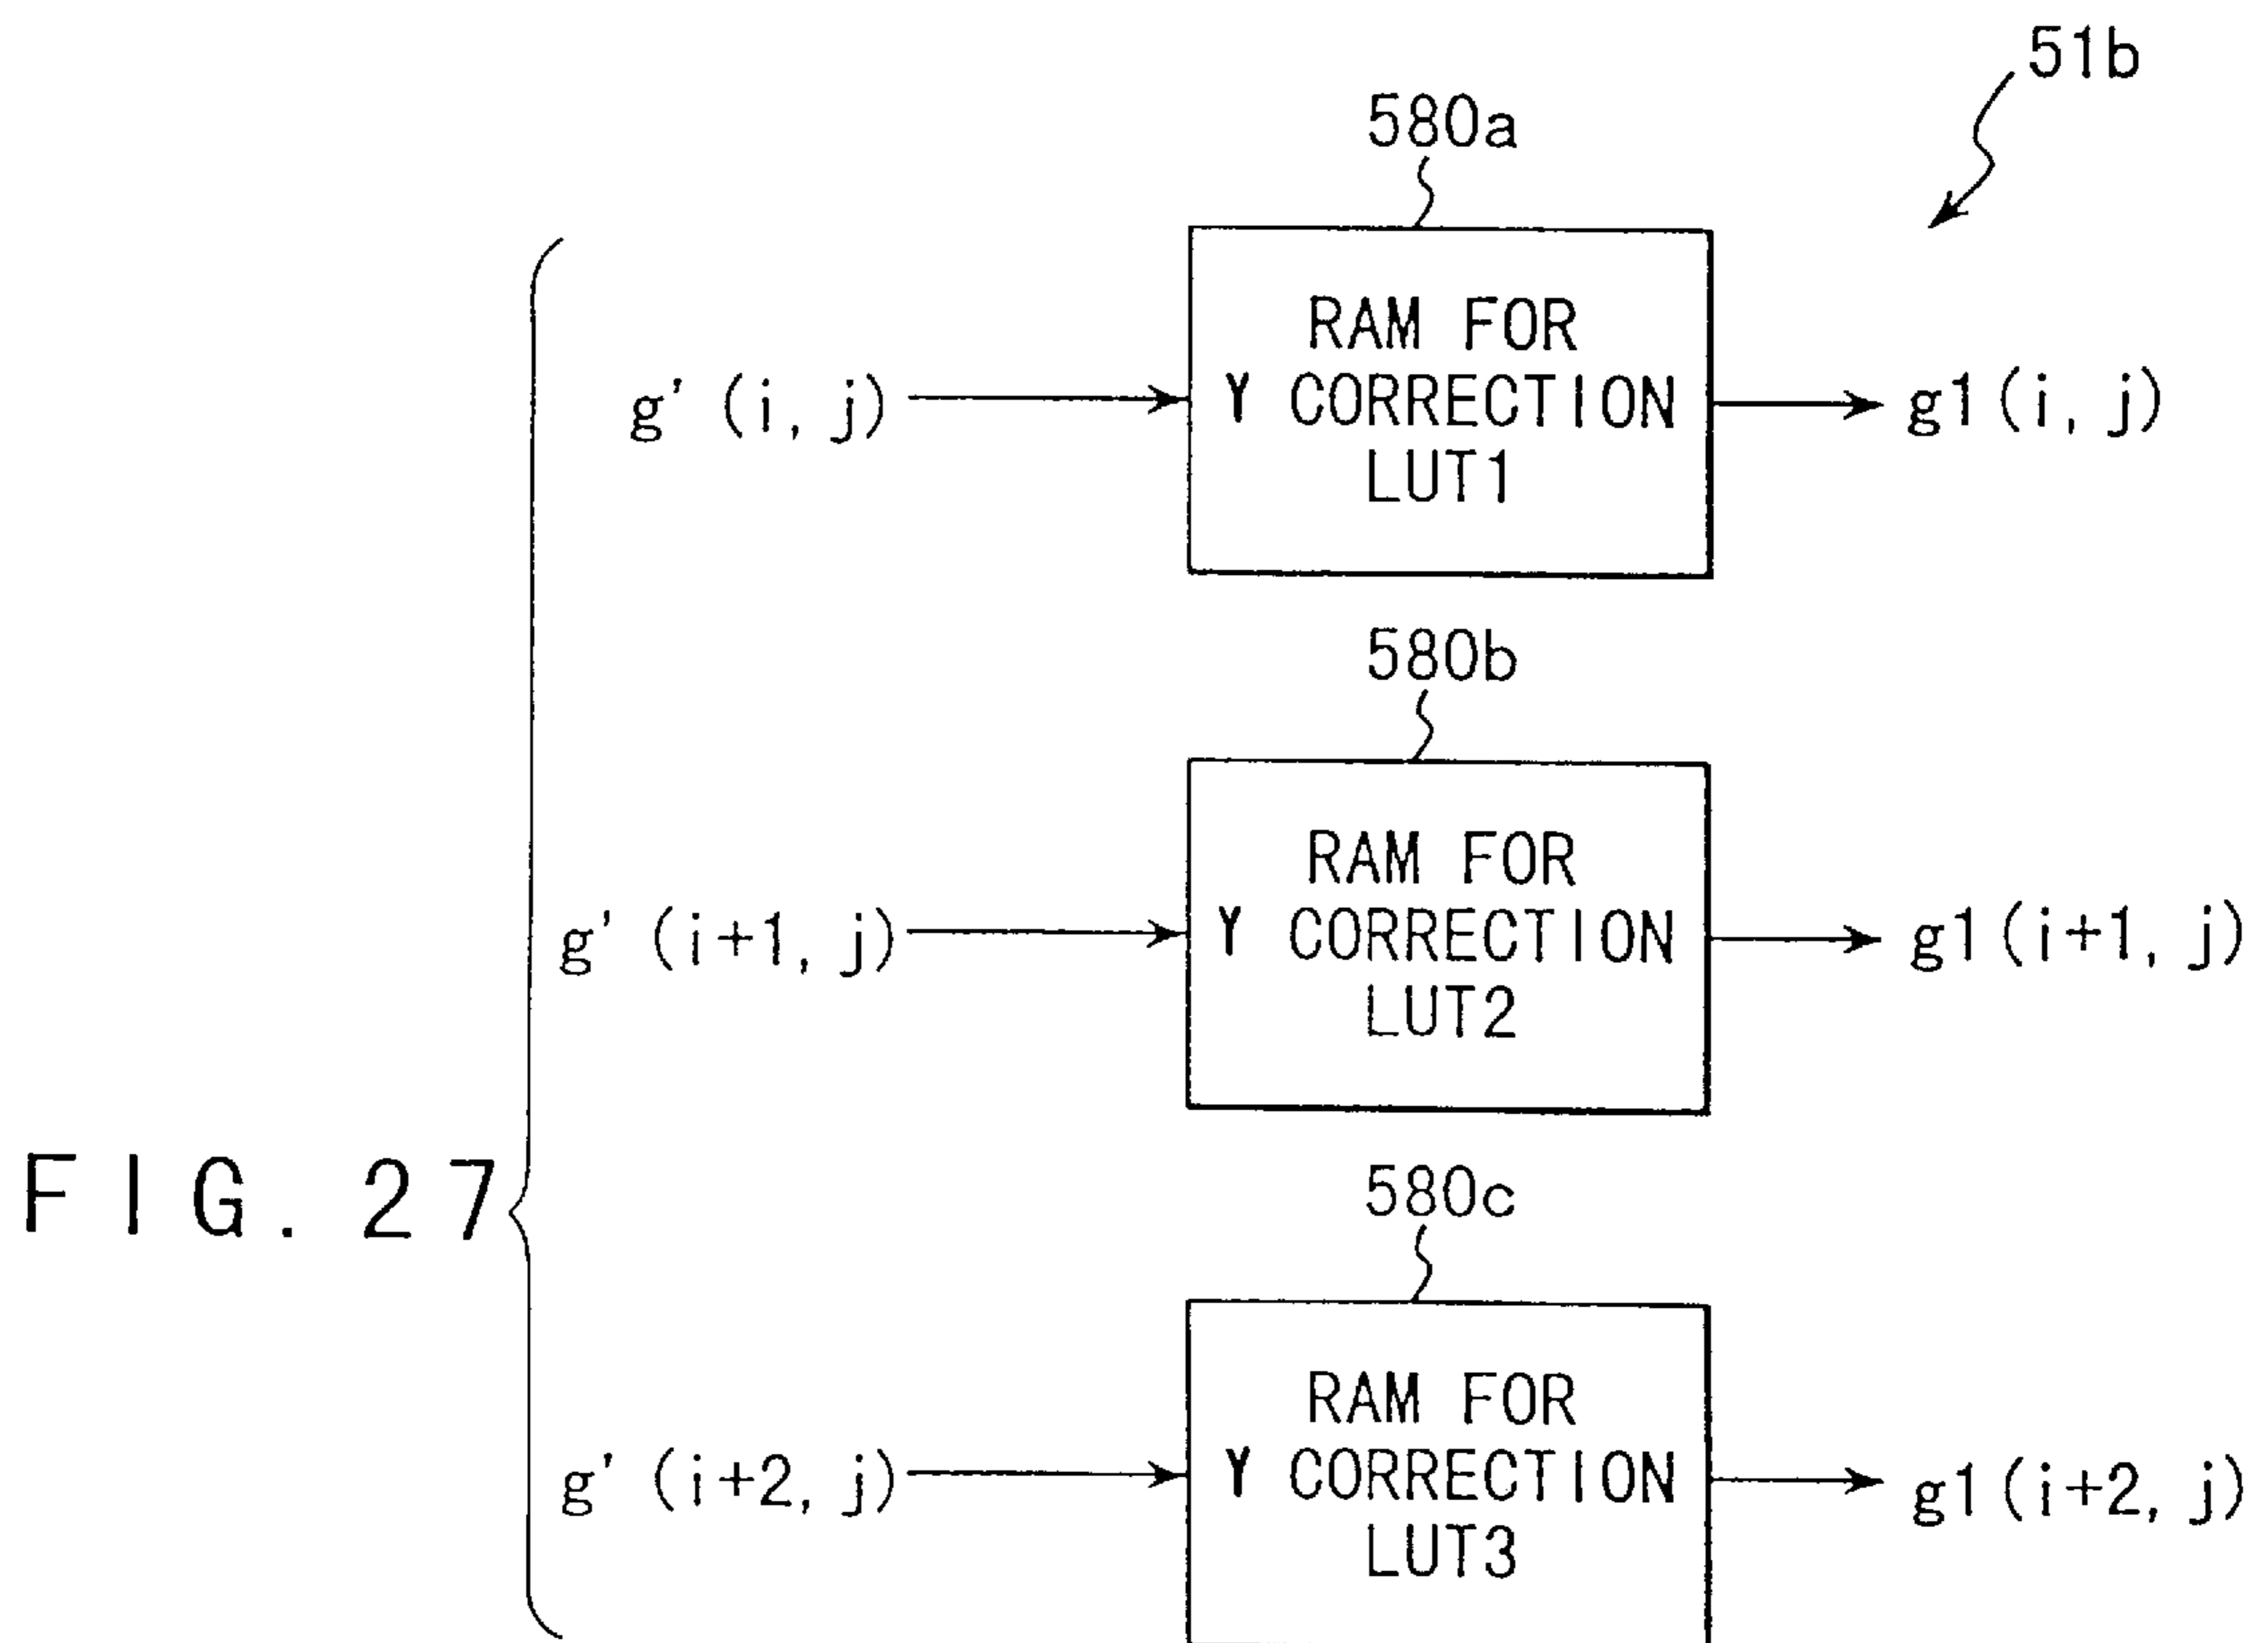 51b
580a
RAM FOR
γ CORRECTION
LUT1
g' (i, j)
g1 (i, j)
580b
RAM FOR
γ CORRECTION
LUT2
g' (i+1, j)
g1 (i+1, j)
FIG. 27
580c
RAM FOR
γ CORRECTION
LUT3
g' (i+2, j)
g1 (i+2, j)